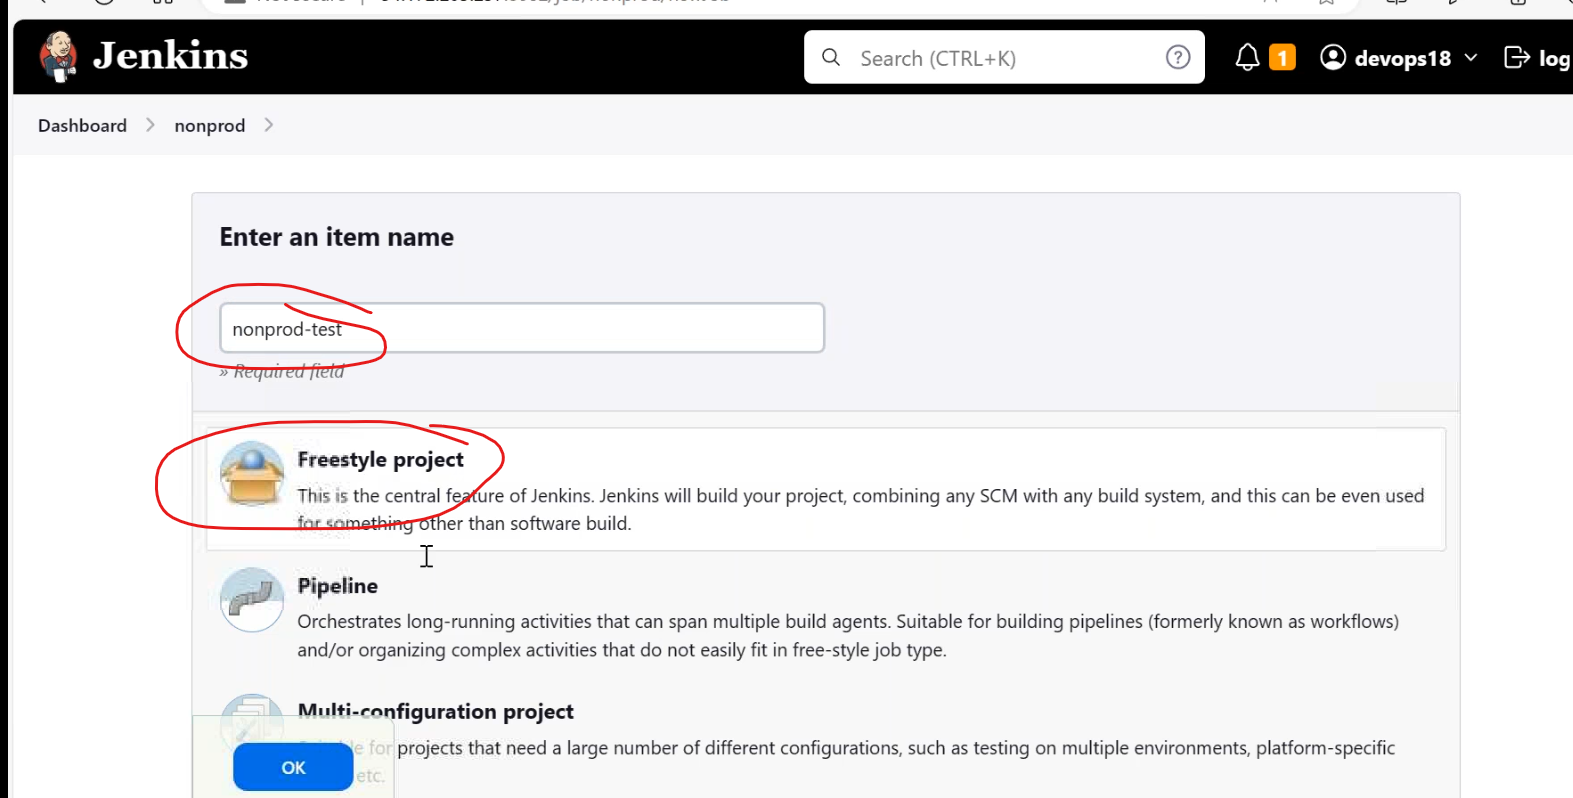 Jenkins
Search (CTRL+K)
?
1
devops18
log
Dashboard
nonprod
Enter an item name
nonprod-test
» Required field
Freestyle project
This is the central feature of Jenkins. Jenkins will build your project, combining any SCM with any build system, and this can be even used
for something other than software build.
Pipeline
Orchestrates long-running activities that can span multiple build agents. Suitable for building pipelines (formerly known as workflows)
and/or organizing complex activities that do not easily fit in free-style job type.
Multi-configuration project
for projects that need a large number of different configurations, such as testing on multiple environments, platform-specific
etc.
OK